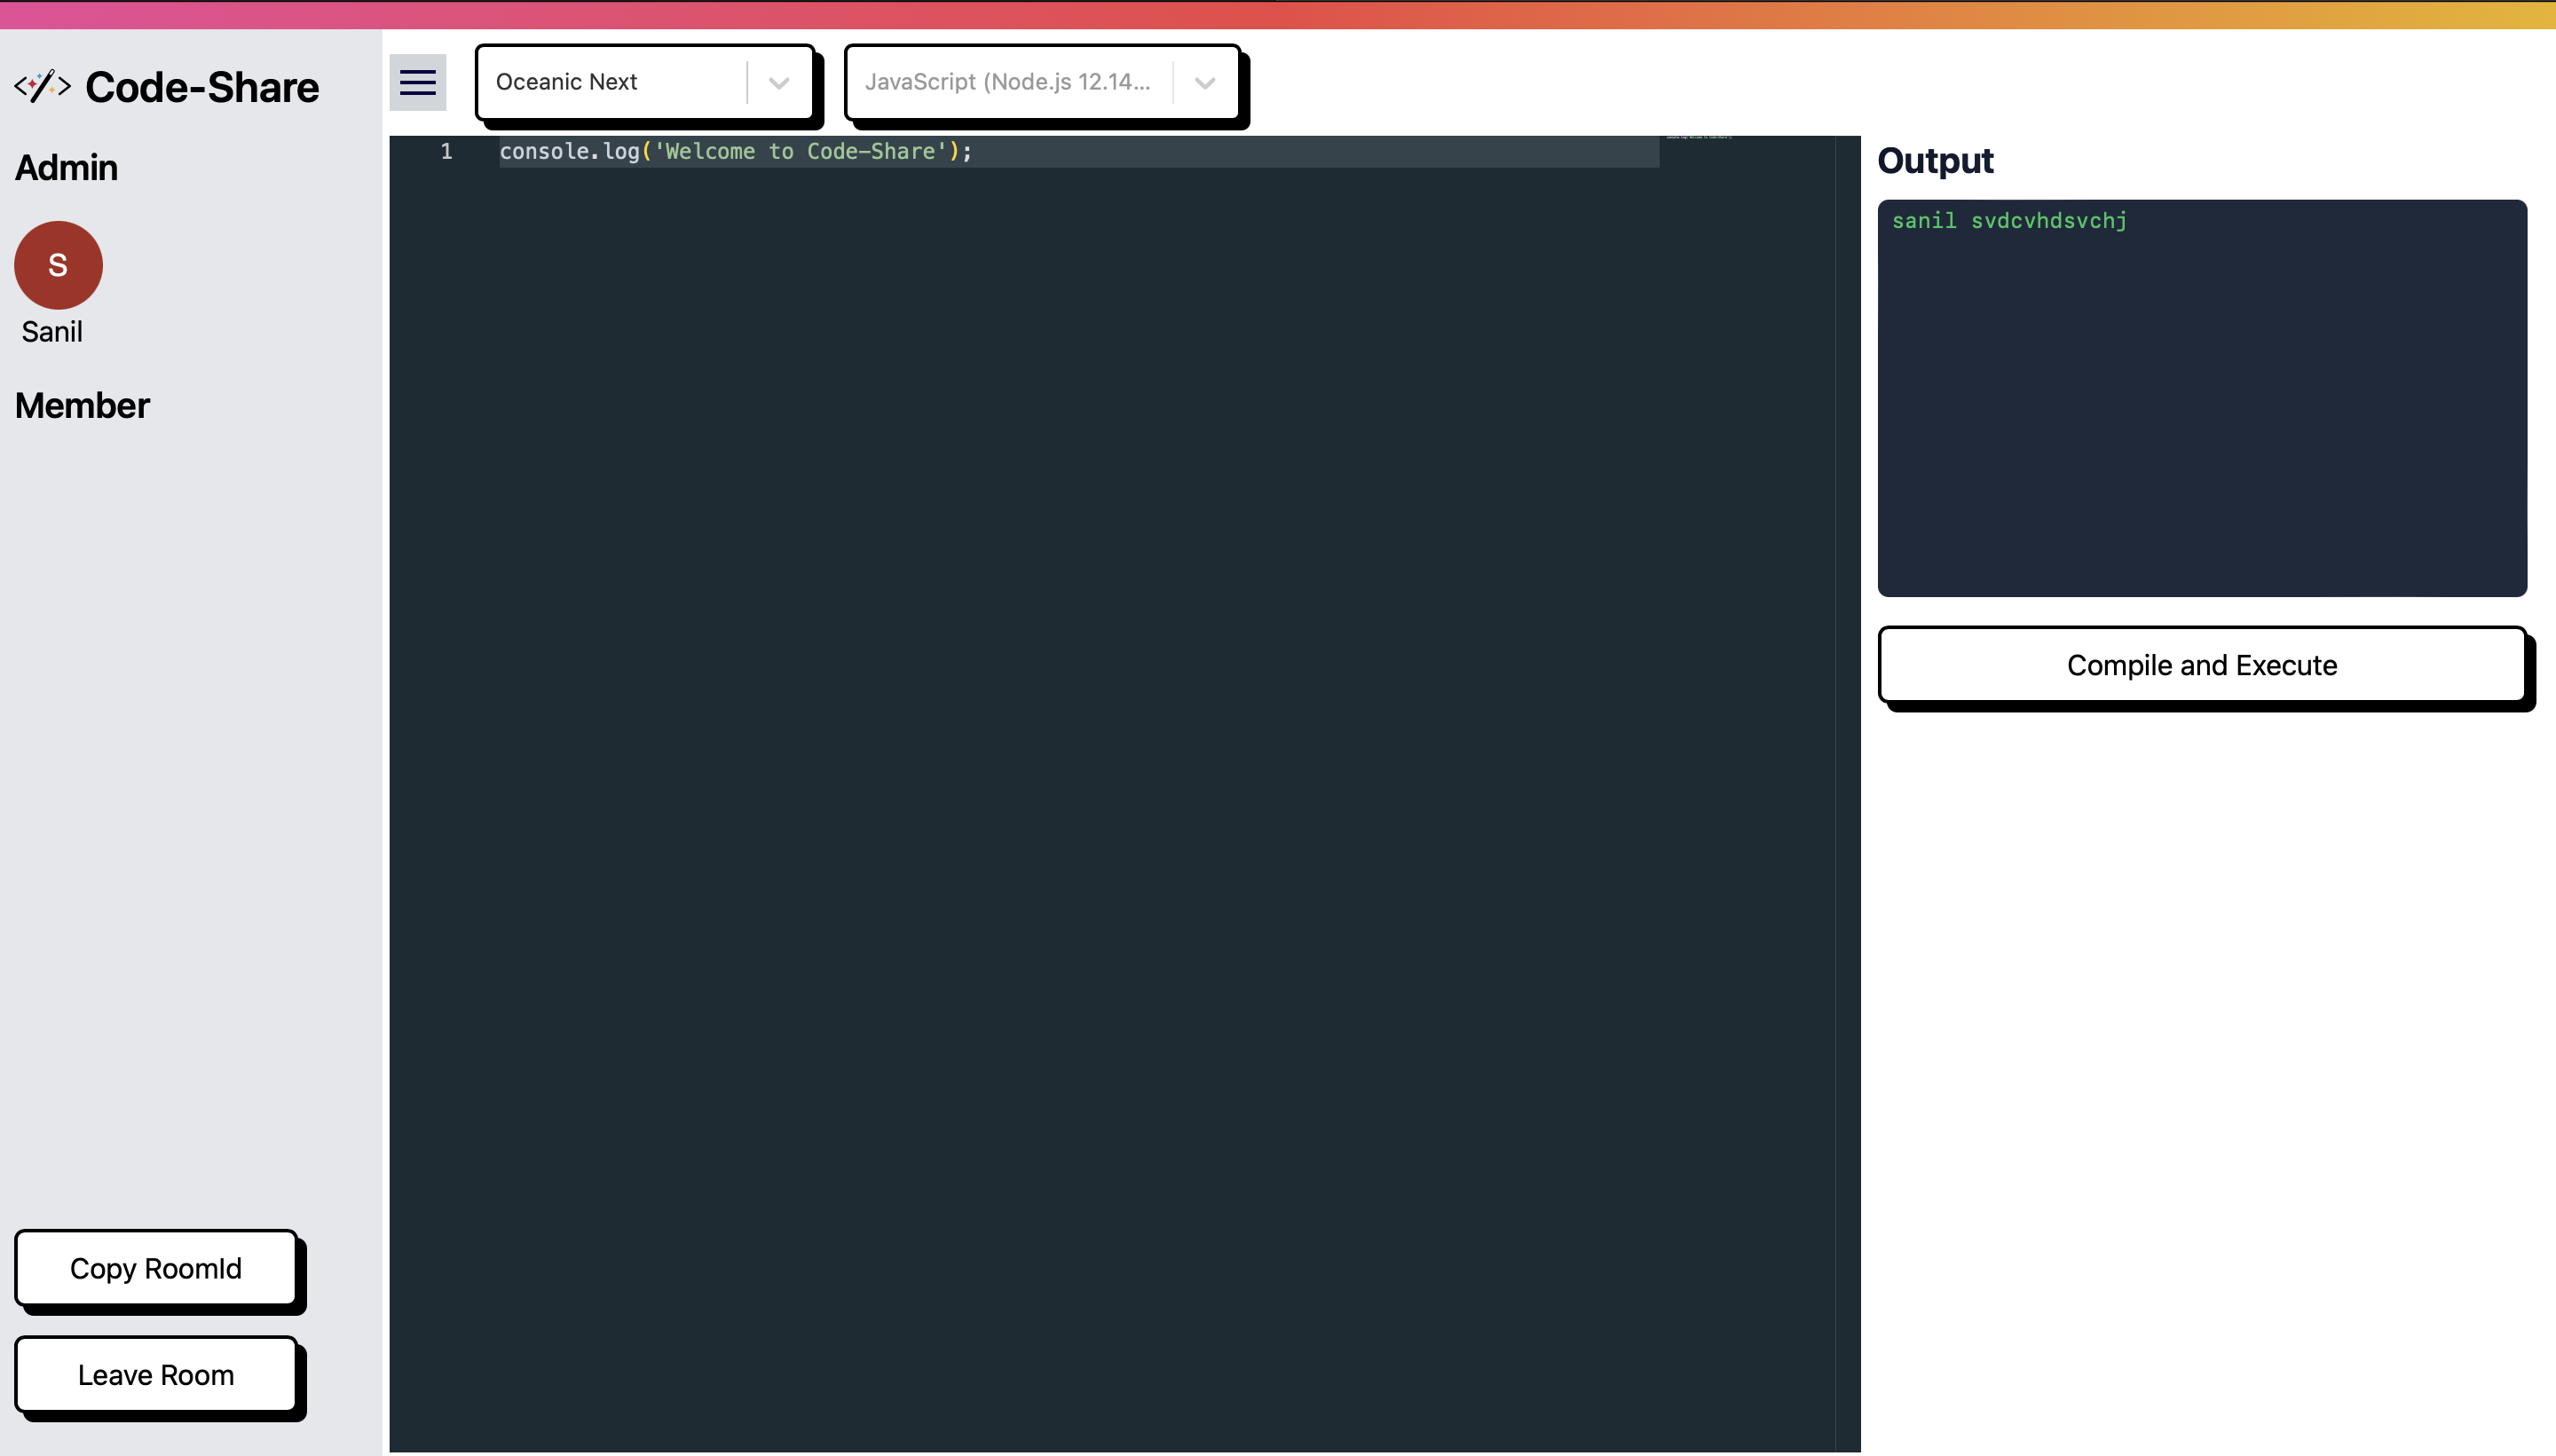 Code-Share
Admin
S
Sanil
Member
Copy RoomId
Leave Room
Oceanic Next
JavaScript (Node.js 12.14...
1 console.log('Welcome to Code-Share');
Output
sanil svdcvhdsvchj
Compile and Execute